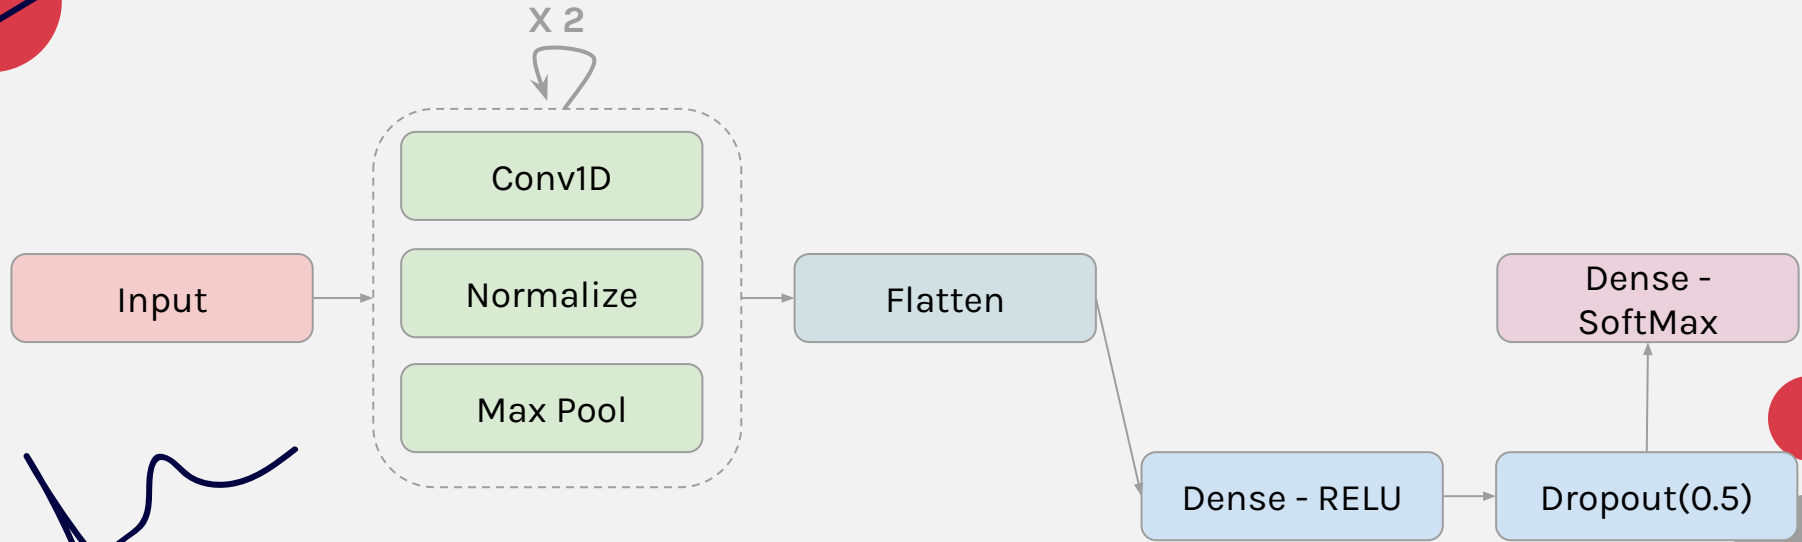 X 2
Conv1D
Normalize
Max Pool
Input
Flatten
Dense - RELU
Dropout(0.5)
Dense -
SoftMax